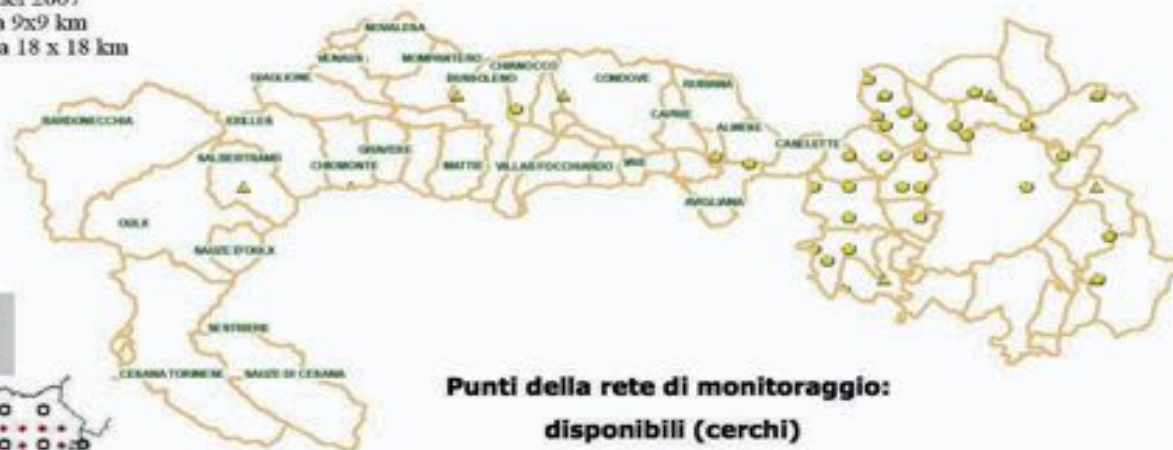 a 9x9 km
a 18 x 18 km
NOVALESA
VENAUS
MOMPANTERO
GIAGLIONE
BUSSOLENO
CHIANOCCO
CONDOVE
RUBIANA
BARDONECCHIA
EXILLES
CAPRIE
ALMESE
CASELETTE
SALBERTRAND
CHIOMONTE
GRAVERE
MATTIE
VILLAR FOCCHIARDO
AVIGLIANA
OULX
SAUZE D'OULX
SESTRIERE
CESANA TORINESE
SAUZE DI CESANA
Punti della rete di monitoraggio:
disponibili (cerchi)